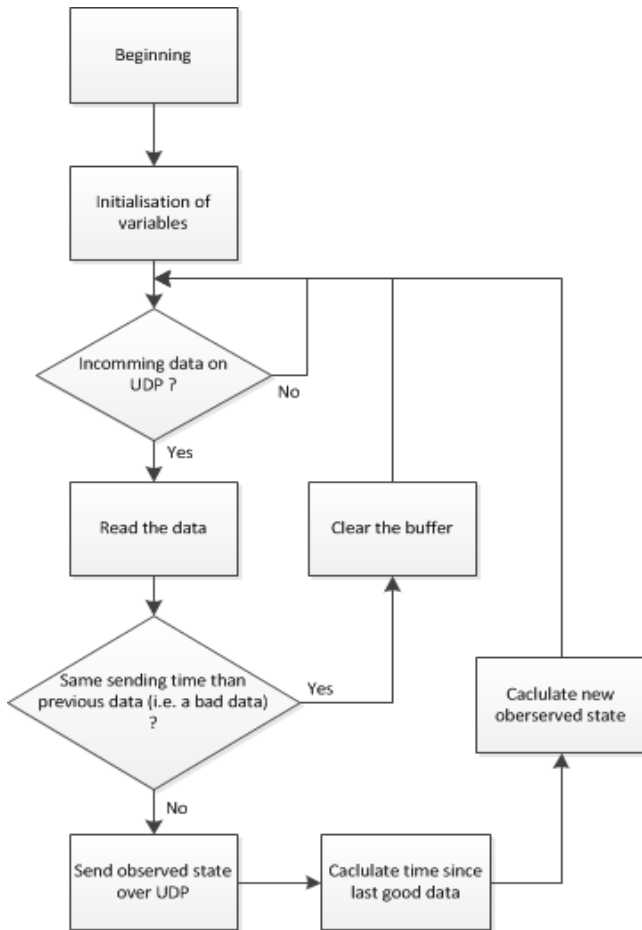 Beginning
Initialisation of
variables
Incomming data on
UDP ?
No
Yes
Read the data
Clear the buffer
Same sending time than
previous data (i.e. a bad data)
?
Yes
Caclulate new
oberserved state
No
Send observed state
over UDP
Caclulate time since
last good data